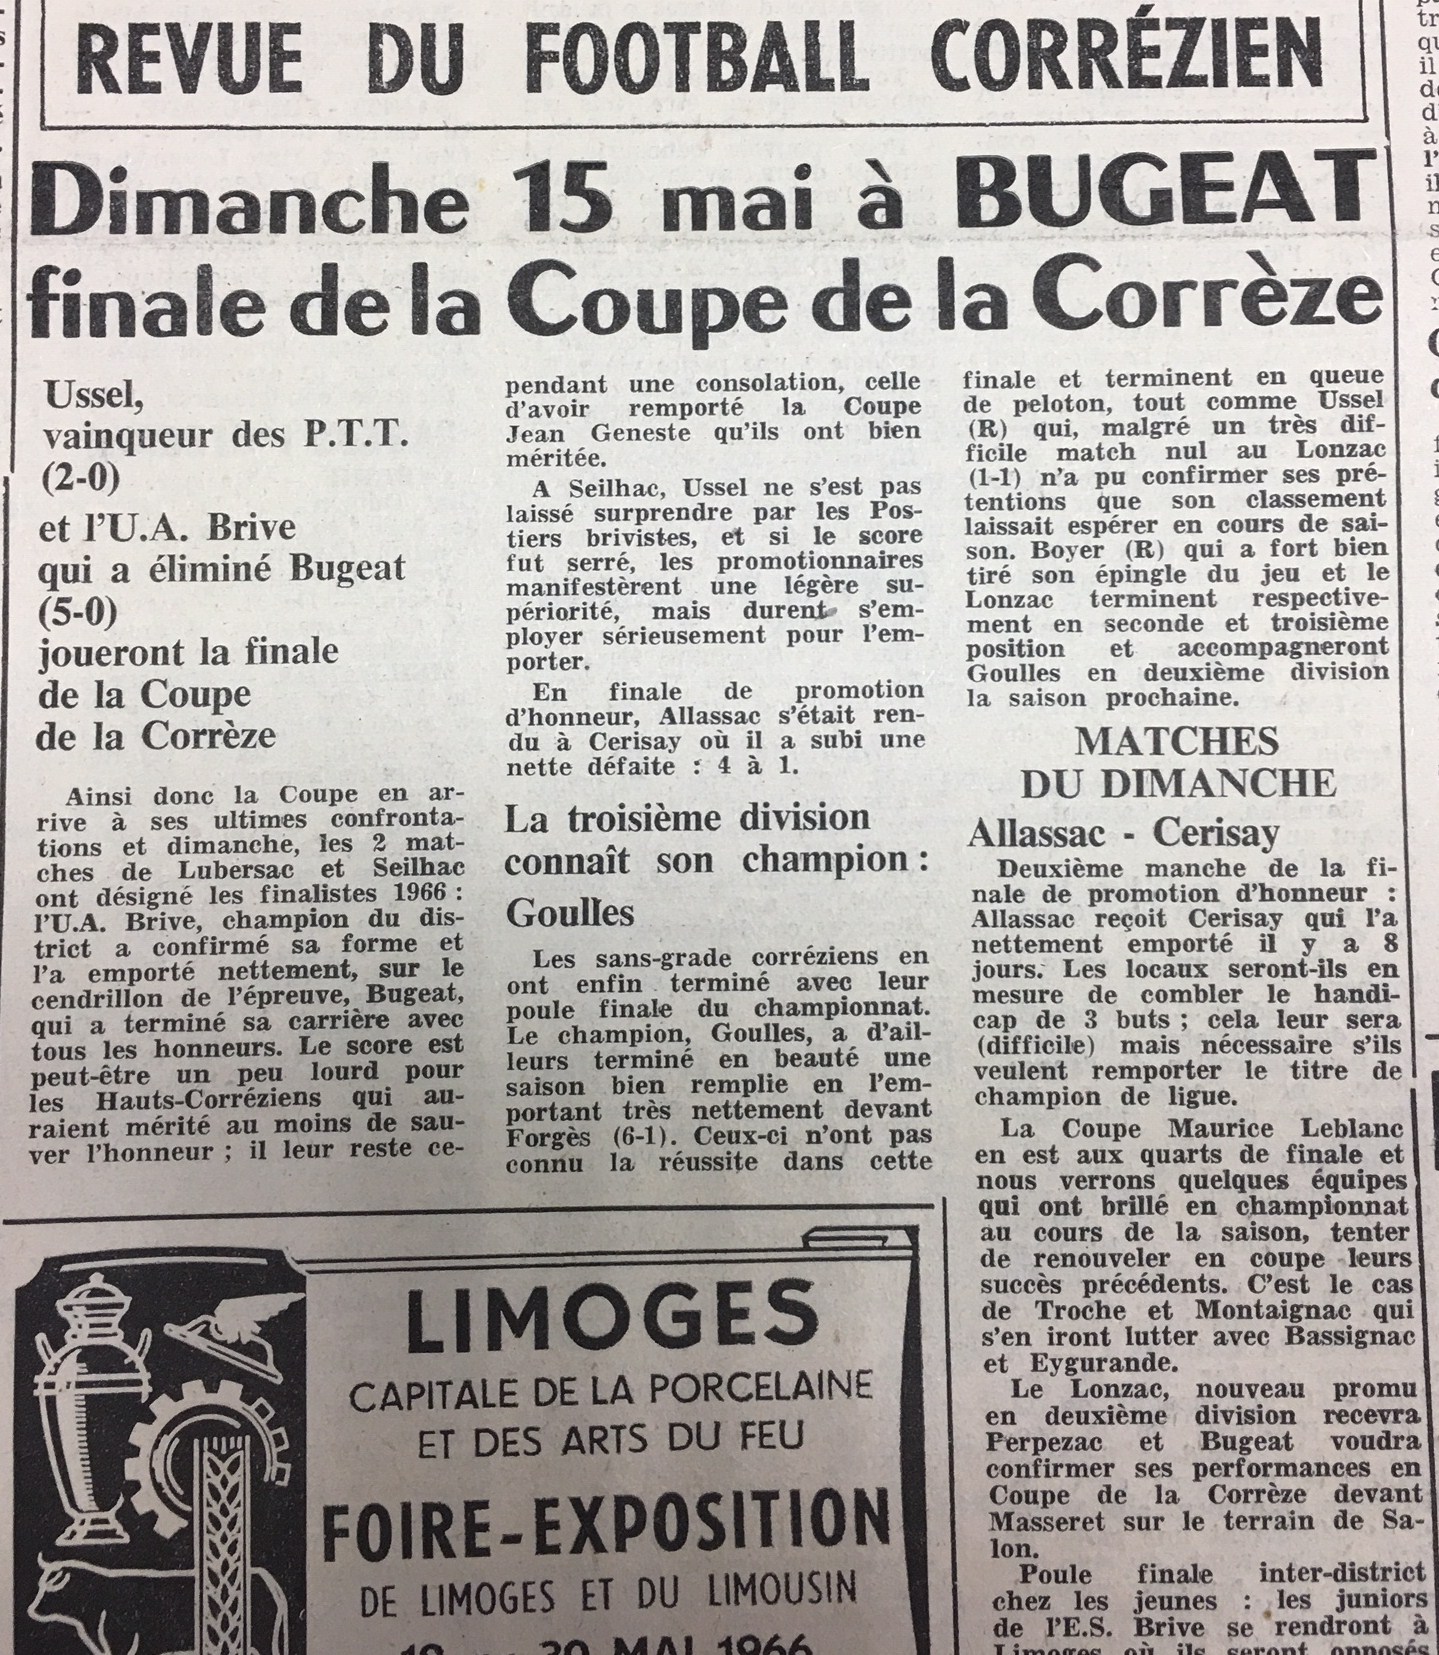 REVUE DU FOOTBALL CORRÉZIEN
Dimanche 15 mai à BUGEAT
finale de la Coupe de la Corrèze
Ussel,
vainqueur des P.T.T.
(2-0)
et l'U.A. Brive
qui a éliminé Bugeat
(5-0)
joueront la finale
de la Coupe
de la Corrèze
Ainsi donc la Coupe en ar-
rive à ses ultimes confronta-
tions et dimanche, les 2 mat-
ches de Lubersac et Seilhac
ont désigné les finalistes 1966 :
l'U.A. Brive, champion du dis-
trict a confirmé sa forme et
l'a emporté nettement, sur le
cendrillon de l'épreuve, Bugeat,
qui a terminé sa carrière avec
tous les honneurs. Le score est
peut-être un peu lourd pour
les Hauts-Corréziens qui au-
raient mérité au moins de sau-
ver l'honneur ; il leur reste ce-
pendant une consolation, celle
d'avoir remporté la Coupe
Jean Geneste qu'ils ont bien
méritée.
A Seilhac, Ussel ne s'est pas
laissé surprendre par les Pos-
tiers brivistes, et si le score
fut serré, les promotionnaires
manifestèrent une légère su-
périorité, mais durent s'em-
ployer sérieusement pour l'em-
porter.
En finale de promotion
d'honneur, Allassac s'était ren-
du à Cerisay où il a subi une
nette défaite : 4 à 1.
La troisième division
connaît son champion :
Goulles
Les sans-grade corréziens en
ont enfin terminé avec leur
poule finale du championnat.
Le champion, Goulles, a d'ail-
leurs terminé en beauté une
saison bien remplie en l'em-
portant très nettement devant
Forgès (6-1). Ceux-ci n'ont pas
connu la réussite dans cette
finale et terminent en queue
de peloton, tout comme Ussel
(R) qui, malgré un très dif-
ficile match nul au Lonzac
(1-1) n'a pu confirmer ses pré-
tentions que son classement
laissait espérer en cours de sai-
son. Boyer (R) qui a fort bien
tiré son épingle du jeu et le
Lonzac terminent respective-
ment en seconde et troisième
position et accompagneront
Goulles en deuxième division
la saison prochaine.
MATCHES
DU DIMANCHE
Allassac - Cerisay
Deuxième manche de la fi-
nale de promotion d'honneur :
Allassac reçoit Cerisay qui l'a
nettement emporté il y a 8
jours. Les locaux seront-ils en
mesure de combler le handi-
cap de 3 buts ; cela leur sera
(difficile) mais nécessaire s'ils
veulent remporter le titre de
champion de ligue.
La Coupe Maurice Leblanc
en est aux quarts de finale et
nous verrons quelques équipes
qui ont brillé en championnat
au cours de la saison, tenter
de renouveler en coupe leurs
succès précédents. C'est le cas
de Troche et Montaignac qui
s'en iront lutter avec Bassignac
et Eygurande.
Le Lonzac, nouveau promu
en deuxième division recevra
Perpezac et Bugeat voudra
confirmer ses performances en
Coupe de la Corrèze devant
Masseret sur le terrain de Sa-
lon.
Poule finale inter-district
chez les jeunes : les juniors
de l'E.S. Brive se rendront à
Limoges où ils seront opposés
LIMOGES
CAPITALE DE LA PORCELAINE
ET DES ARTS DU FEU
FOIRE-EXPOSITION
DE LIMOGES ET DU LIMOUSIN
MAI 1966